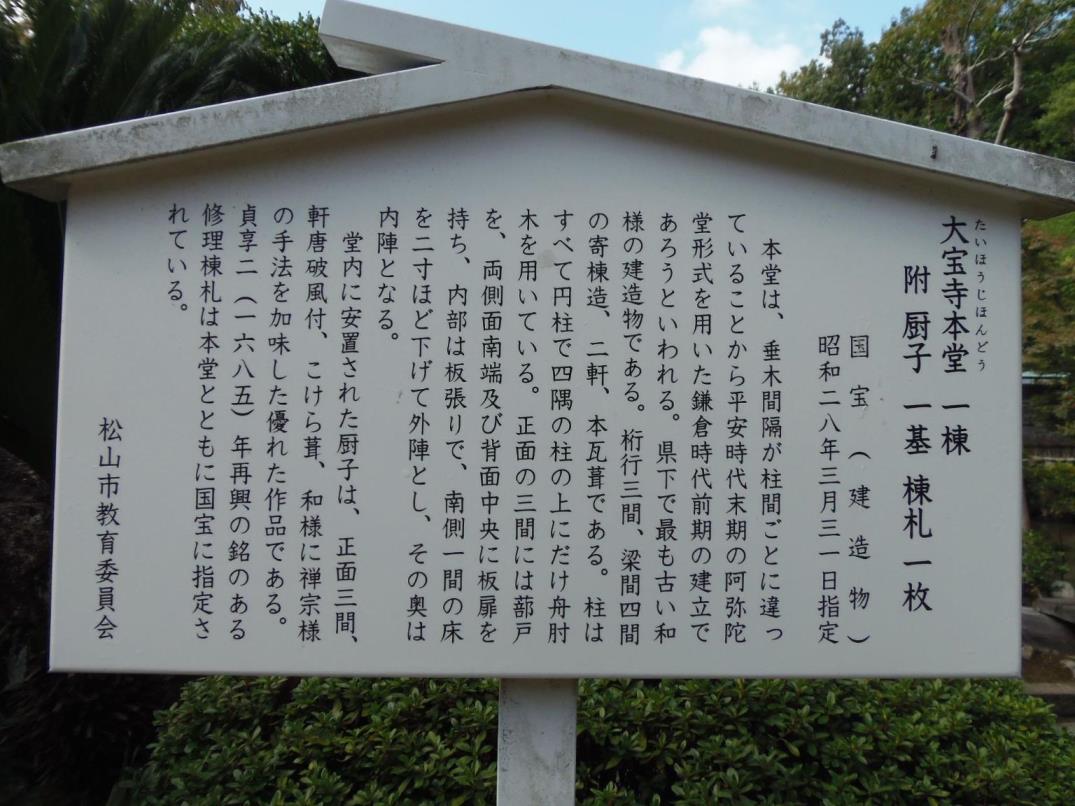 たいほうじほんどう
大宝寺本堂 一棟
附 厨子 一基 棟札 一枚
国宝(建造物)
昭和二八年三月三一日指定
本堂は、垂木間隔が柱間ごとに違っ
ていることから平安時代末期の阿弥陀
堂形式を用いた鎌倉時代前期の建立で
あろうといわれる。県下で最も古い和
様の建造物である。桁行三間、梁間四間
の寄棟造、二軒、本瓦葺である。柱は
すべて円柱で四隅の柱の上にだけ舟肘
木を用いている。正面の三間には蔀戸
を、両側面南端及び背面中央に板扉を
持ち、内部は板張りで、南側一間の床
を二寸ほど下げて外陣とし、その奥は
内陣となる。
堂内に安置された厨子は、正面三間、
軒唐破風付、こけら葺、和様に禅宗様
の手法を加味した優れた作品である。
貞享二(一六八五)年再興の銘のある
修理棟札は本堂とともに国宝に指定さ
れている。
松山市教育委員会